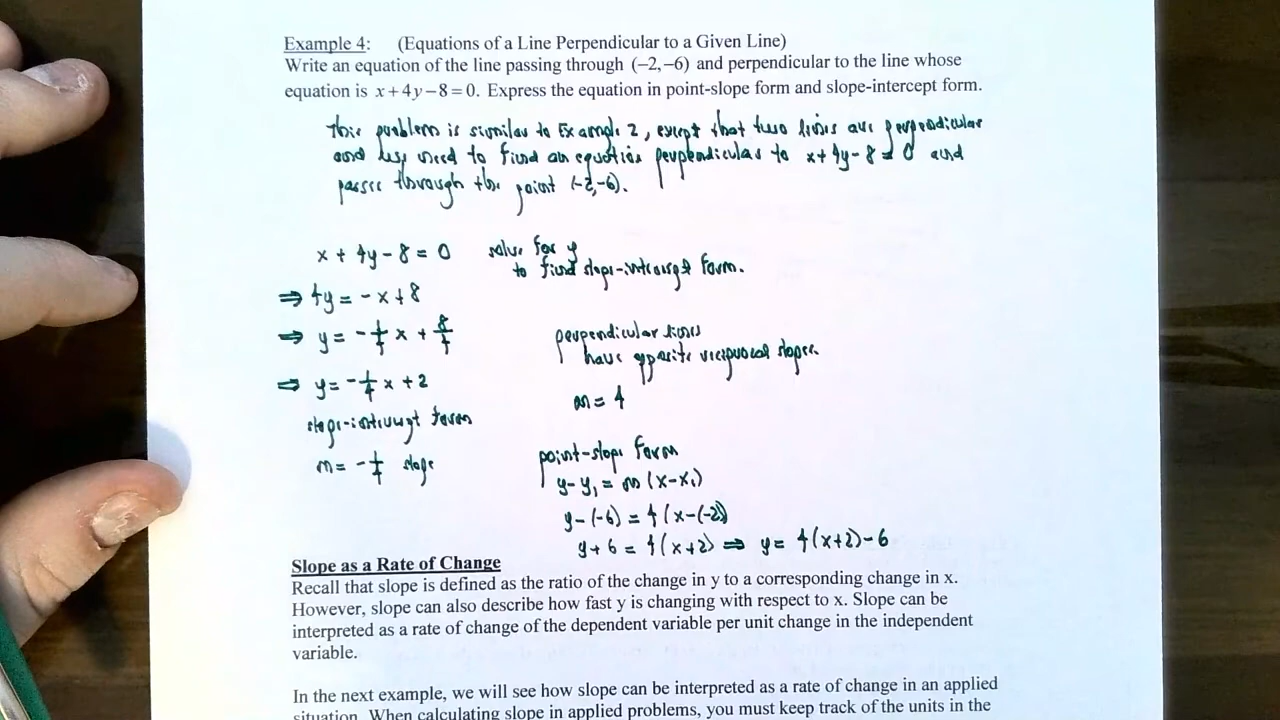 Example 4: (Equations of a Line Perpendicular to a Given Line)
Write an equation of the line passing through (−2,−6) and perpendicular to the line whose
equation is x+4y−8=0. Express the equation in point-slope form and slope-intercept form.
This problem is similar to Example 2, except that two lines are perpendicular
and we need to find an equation perpendicular to x+4y-8=0 and
passes through the point (-2,-6).
x + 4y - 8 = 0 solve for y
to find slope-intercept form.
⇒ 4y = -x+8
⇒ y = -1/4 x + 8/4
perpendicular lines
have opposite reciprocal slopes.
⇒ y = -1/4 x + 2
m = 4
slope-intercept form
m = -1/4 slope
point-slope form
y-y₁ = m(x-x₁)
y-(-6) = 4(x-(-2))
y+6 = 4(x+2) ⇒ y = 4(x+2)-6
Slope as a Rate of Change
Recall that slope is defined as the ratio of the change in y to a corresponding change in x.
However, slope can also describe how fast y is changing with respect to x. Slope can be
interpreted as a rate of change of the dependent variable per unit change in the independent
variable.
In the next example, we will see how slope can be interpreted as a rate of change in an applied
situation. When calculating slope in applied problems, you must keep track of the units in the